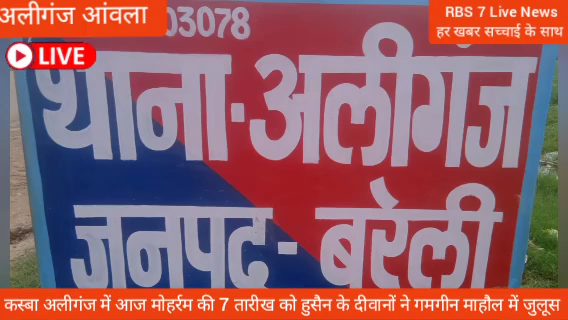 अलीगंज आंवला
03078
RBS 7 Live News
हर खबर सच्चाई के साथ
LIVE
थाना-अलीगंज
जनपद-बरेली
कस्बा अलीगंज में आज मोहर्रम की 7 तारीख को हुसैन के दीवानों ने गमगीन माहौल में जुलूस